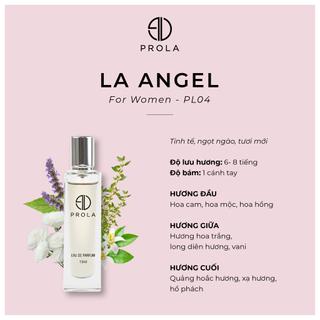 PROLA
LA ANGEL
For Women - PL04
Tinh tế, ngọt ngào, tươi mới
Độ lưu hương: 6- 8 tiếng
Độ bám: 1 cánh tay
HƯƠNG ĐẦU
Hoa cam, hoa mộc, hoa hồng
HƯƠNG GIỮA
Hương hoa trắng,
long diên hương, vani
HƯƠNG CUỐI
Quảng hoắc hương, xạ hương,
hổ phách
PROLA
EAU DE PARFUM